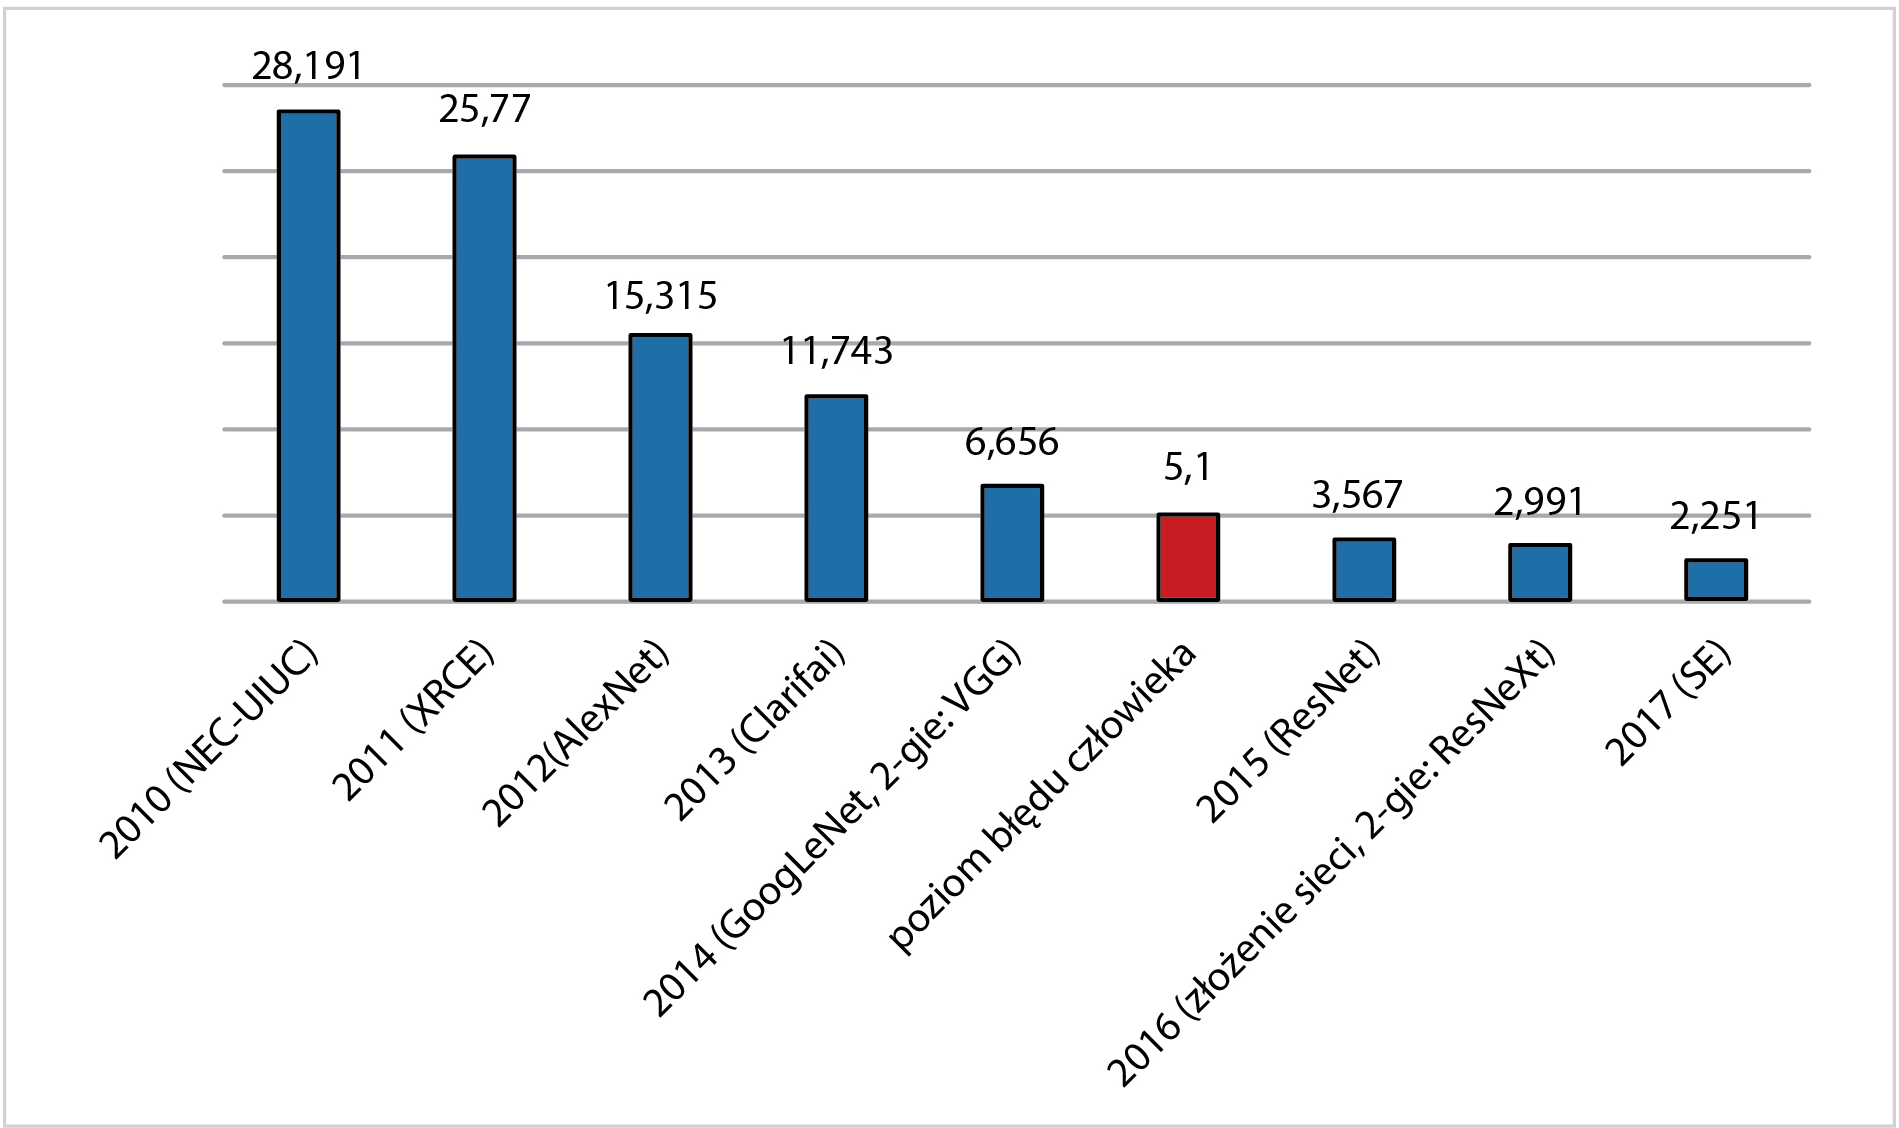 28,191
25,77
15,315
11,743
6,656
5,1
3,567
2,991
2,251
2010 (NEC-UIUC)
2011 (XRCE)
2012(AlexNet)
2013 (Clarifai)
2014 (GoogLeNet, 2-gie: VGG)
poziom błędu człowieka
2015 (ResNet)
2016 (złożenie sieci, 2-gie: ResNeXt)
2017 (SE)